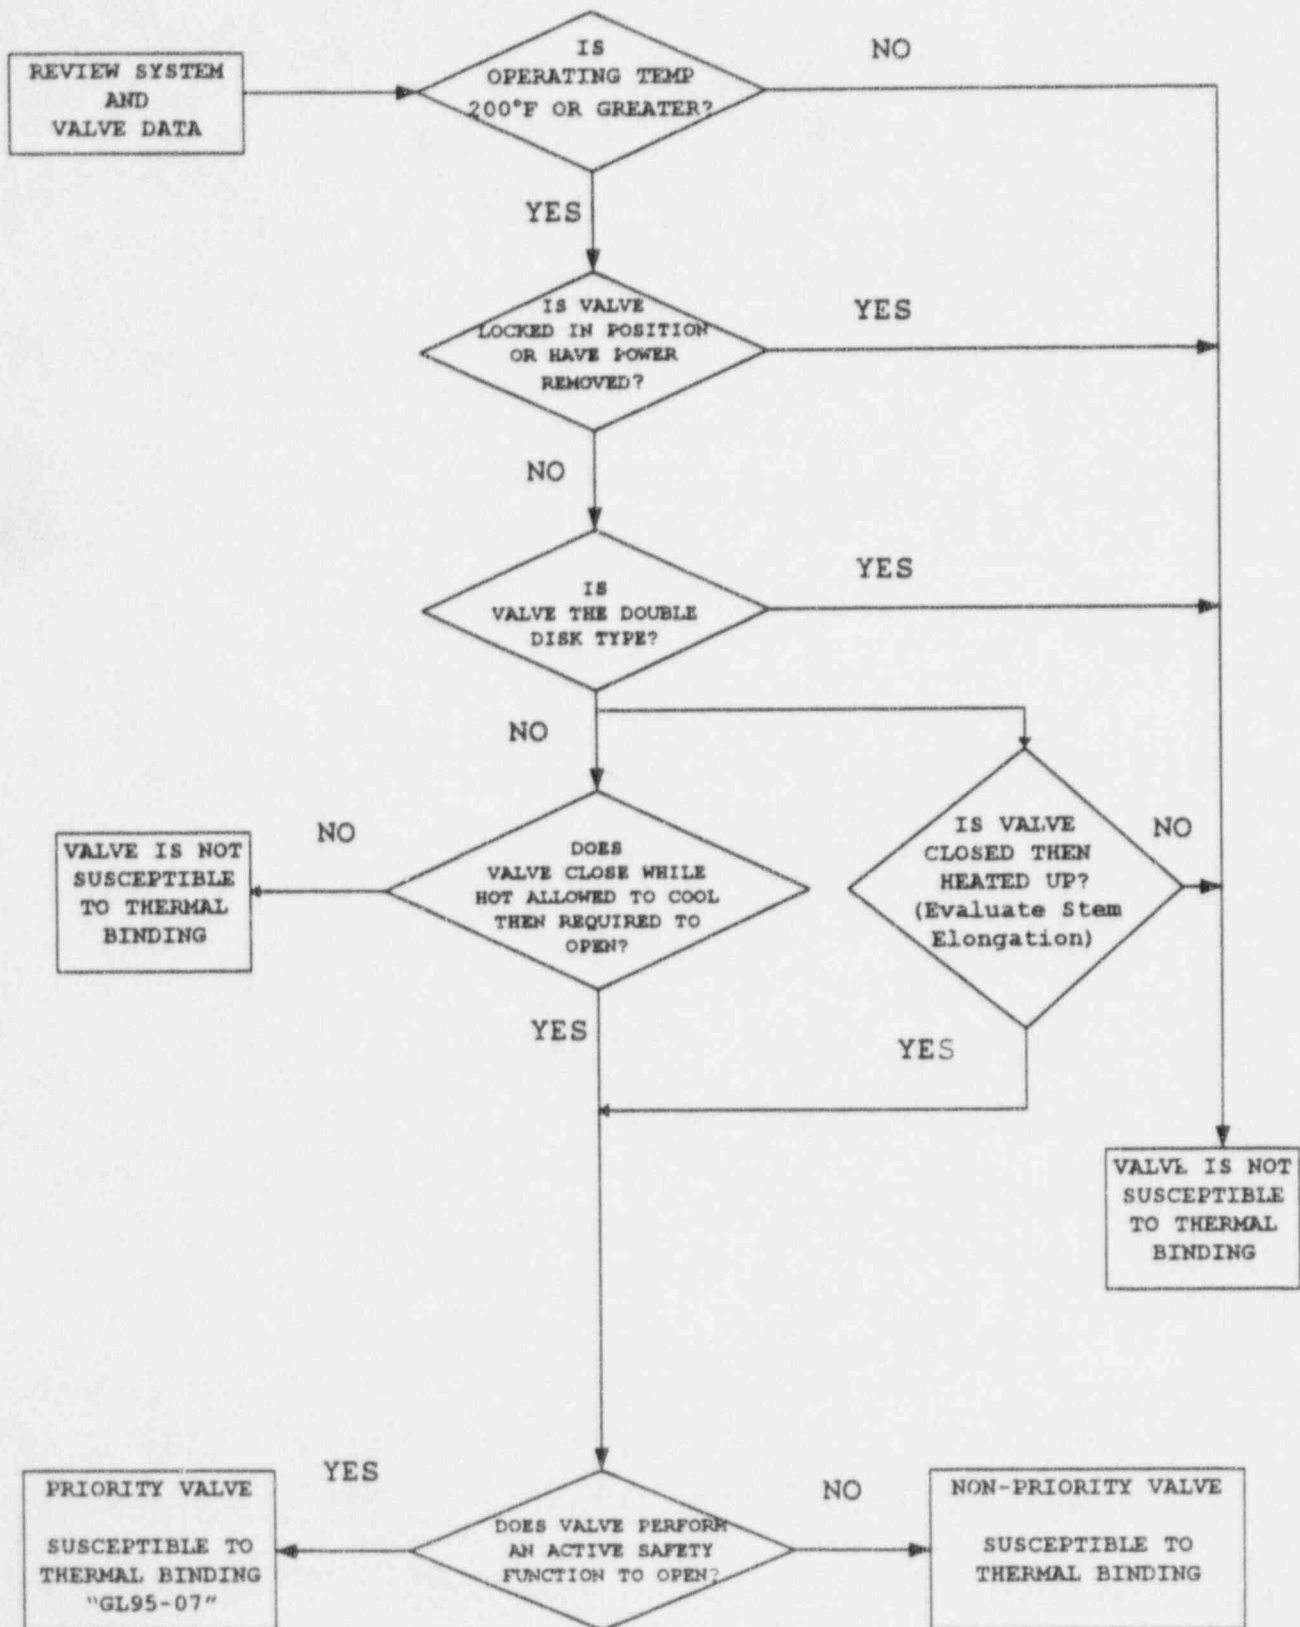 IS
OPERATING TEMP
200°F OR GREATER?
NO
REVIEW SYSTEM
AND
VALVE DATA
YES
IS VALVE
LOCKED IN POSITION
OR HAVE POWER
REMOVED?
YES
NO
IS
VALVE THE DOUBLE
DISK TYPE?
YES
NO
DOES
VALVE CLOSE WHILE
HOT ALLOWED TO COOL
THEN REQUIRED TO
OPEN?
NO
VALVE IS NOT
SUSCEPTIBLE
TO THERMAL
BINDING
IS VALVE
CLOSED THEN
HEATED UP?
(Evaluate Stem
Elongation)
NO
YES
YES
VALVE IS NOT
SUSCEPTIBLE
TO THERMAL
BINDING
DOES VALVE PERFORM
AN ACTIVE SAFETY
FUNCTION TO OPEN?
YES
PRIORITY VALVE
SUSCEPTIBLE TO
THERMAL BINDING
"GL95-07"
NO
NON-PRIORITY VALVE
SUSCEPTIBLE TO
THERMAL BINDING